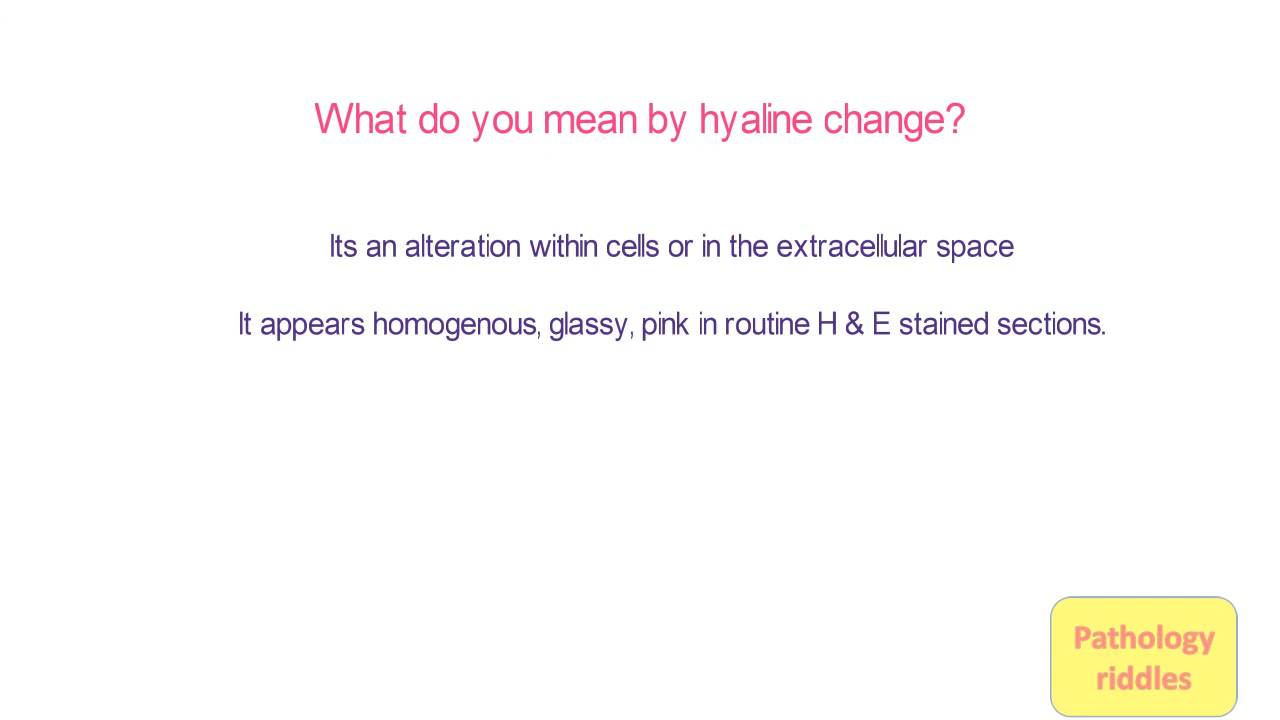 What do you mean by hyaline change?
Its an alteration within cells or in the extracellular space
It appears homogenous, glassy, pink in routine H & E stained sections.
Pathology
riddles